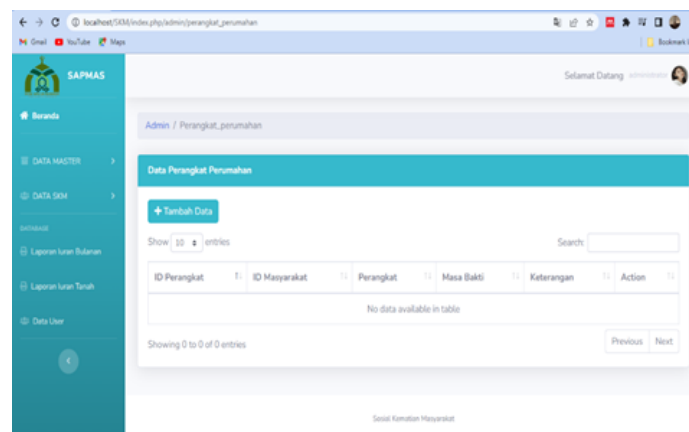 localhost/SKM/index.php/admin/perangkat_perumahan
Gmail YouTube Maps
Bookmark
SAPMAS
Selamat Datang administrator
Beranda
Admin / Perangkat_perumahan
DATA MASTER
Data Perangkat Perumahan
DATA SKM
+ Tambah Data
DATABASE
Show 10 entries
Search:
Laporan Iuran Bulanan
ID Perangkat ID Masyarakat Perangkat Masa Bakti Keterangan Action
Laporan Iuran Tanah
No data available in table
Data User
Showing 0 to 0 of 0 entries
Previous Next
Sosial Kematian Masyarakat